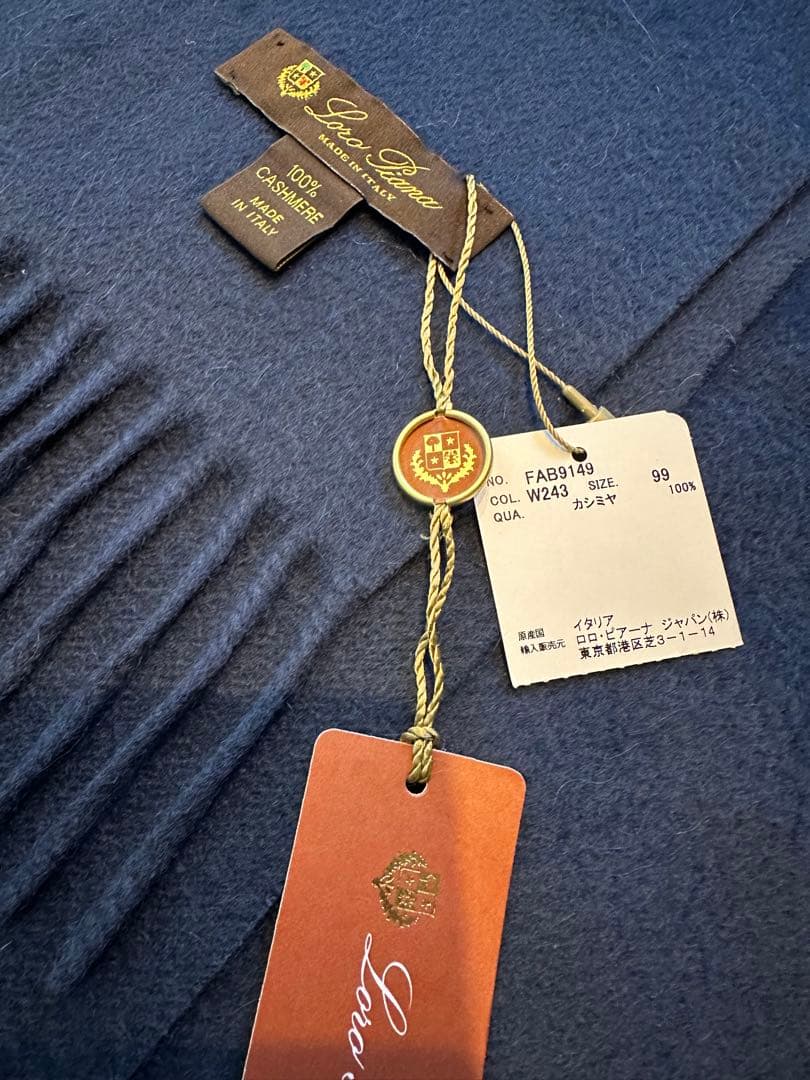 Loro Piana
MADE IN ITALY
100%
CASHMERE
MADE
IN ITALY
NO. FAB9149
COL. W243 SIZE. 99
QUA. カシミヤ 100%
原産国 イタリア
輸入販売元 ロロ・ピアーナ ジャパン(株)
東京都港区芝3-1-14
Loro